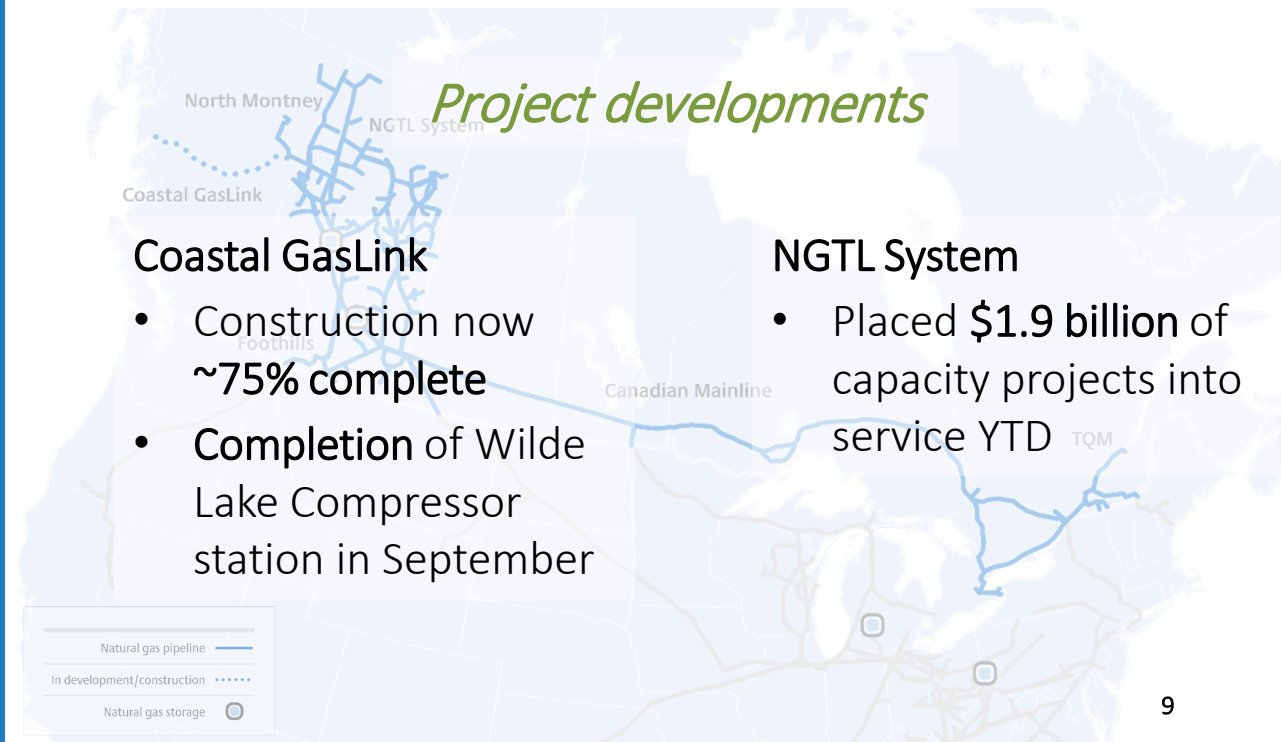 Project developments
North Montney
NGTL System
Coastal GasLink
Coastal GasLink
• Construction now
~75% complete
• Completion of Wilde
Lake Compressor
station in September
NGTL System
• Placed $1.9 billion of
capacity projects into
service YTD
Foothills
Canadian Mainline
TQM
Natural gas pipeline
In development/construction
Natural gas storage
9